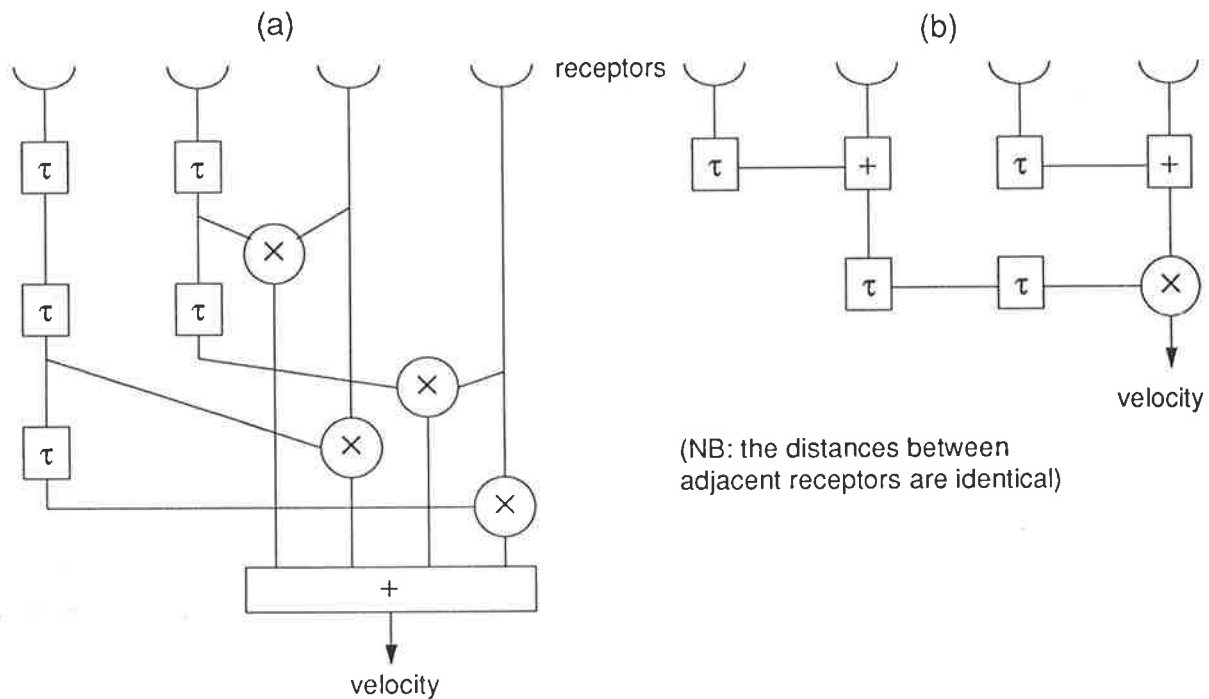 (a)
(b)
receptors
τ
τ
τ
+
τ
+
×
τ
τ
τ
τ
×
×
velocity
×
(NB: the distances between
adjacent receptors are identical)
τ
×
+
velocity